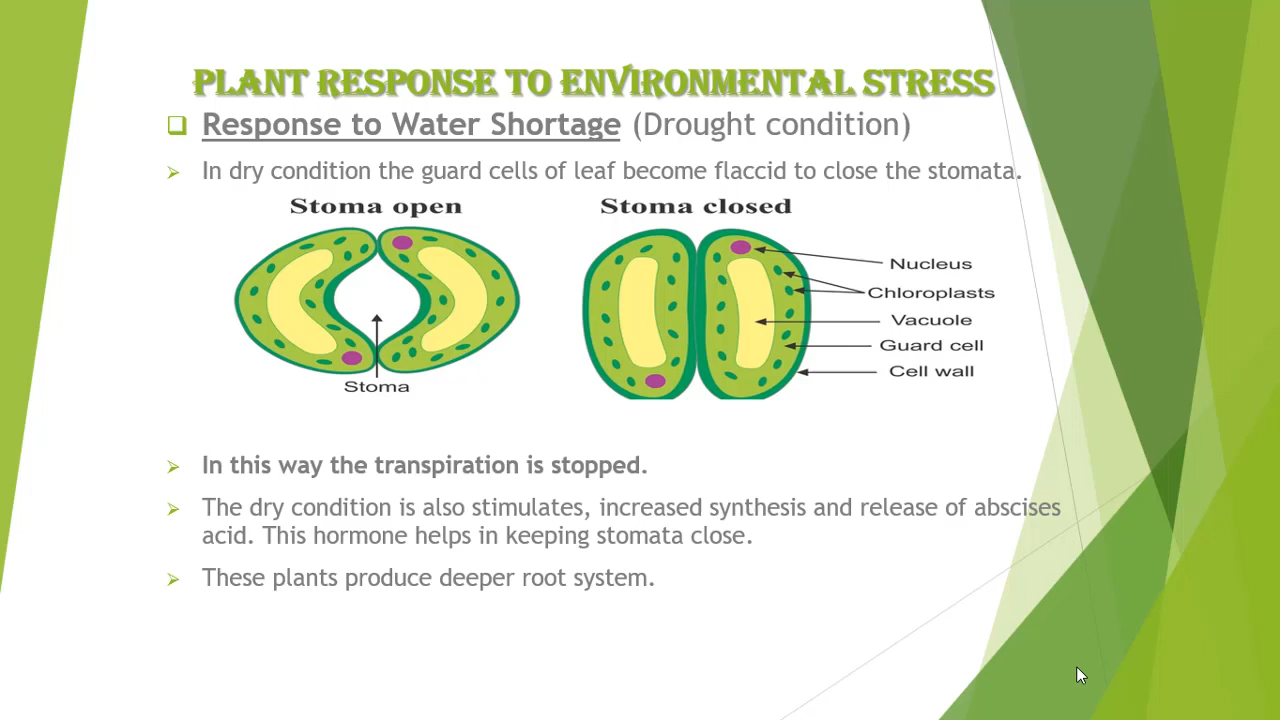 PLANT RESPONSE TO ENVIRONMENTAL STRESS
Response to Water Shortage (Drought condition)
In dry condition the guard cells of leaf become flaccid to close the stomata.
Stoma open
Stoma closed
Nucleus
Chloroplasts
Vacuole
Guard cell
Cell wall
Stoma
In this way the transpiration is stopped.
The dry condition is also stimulates, increased synthesis and release of abscises
acid. This hormone helps in keeping stomata close.
These plants produce deeper root system.